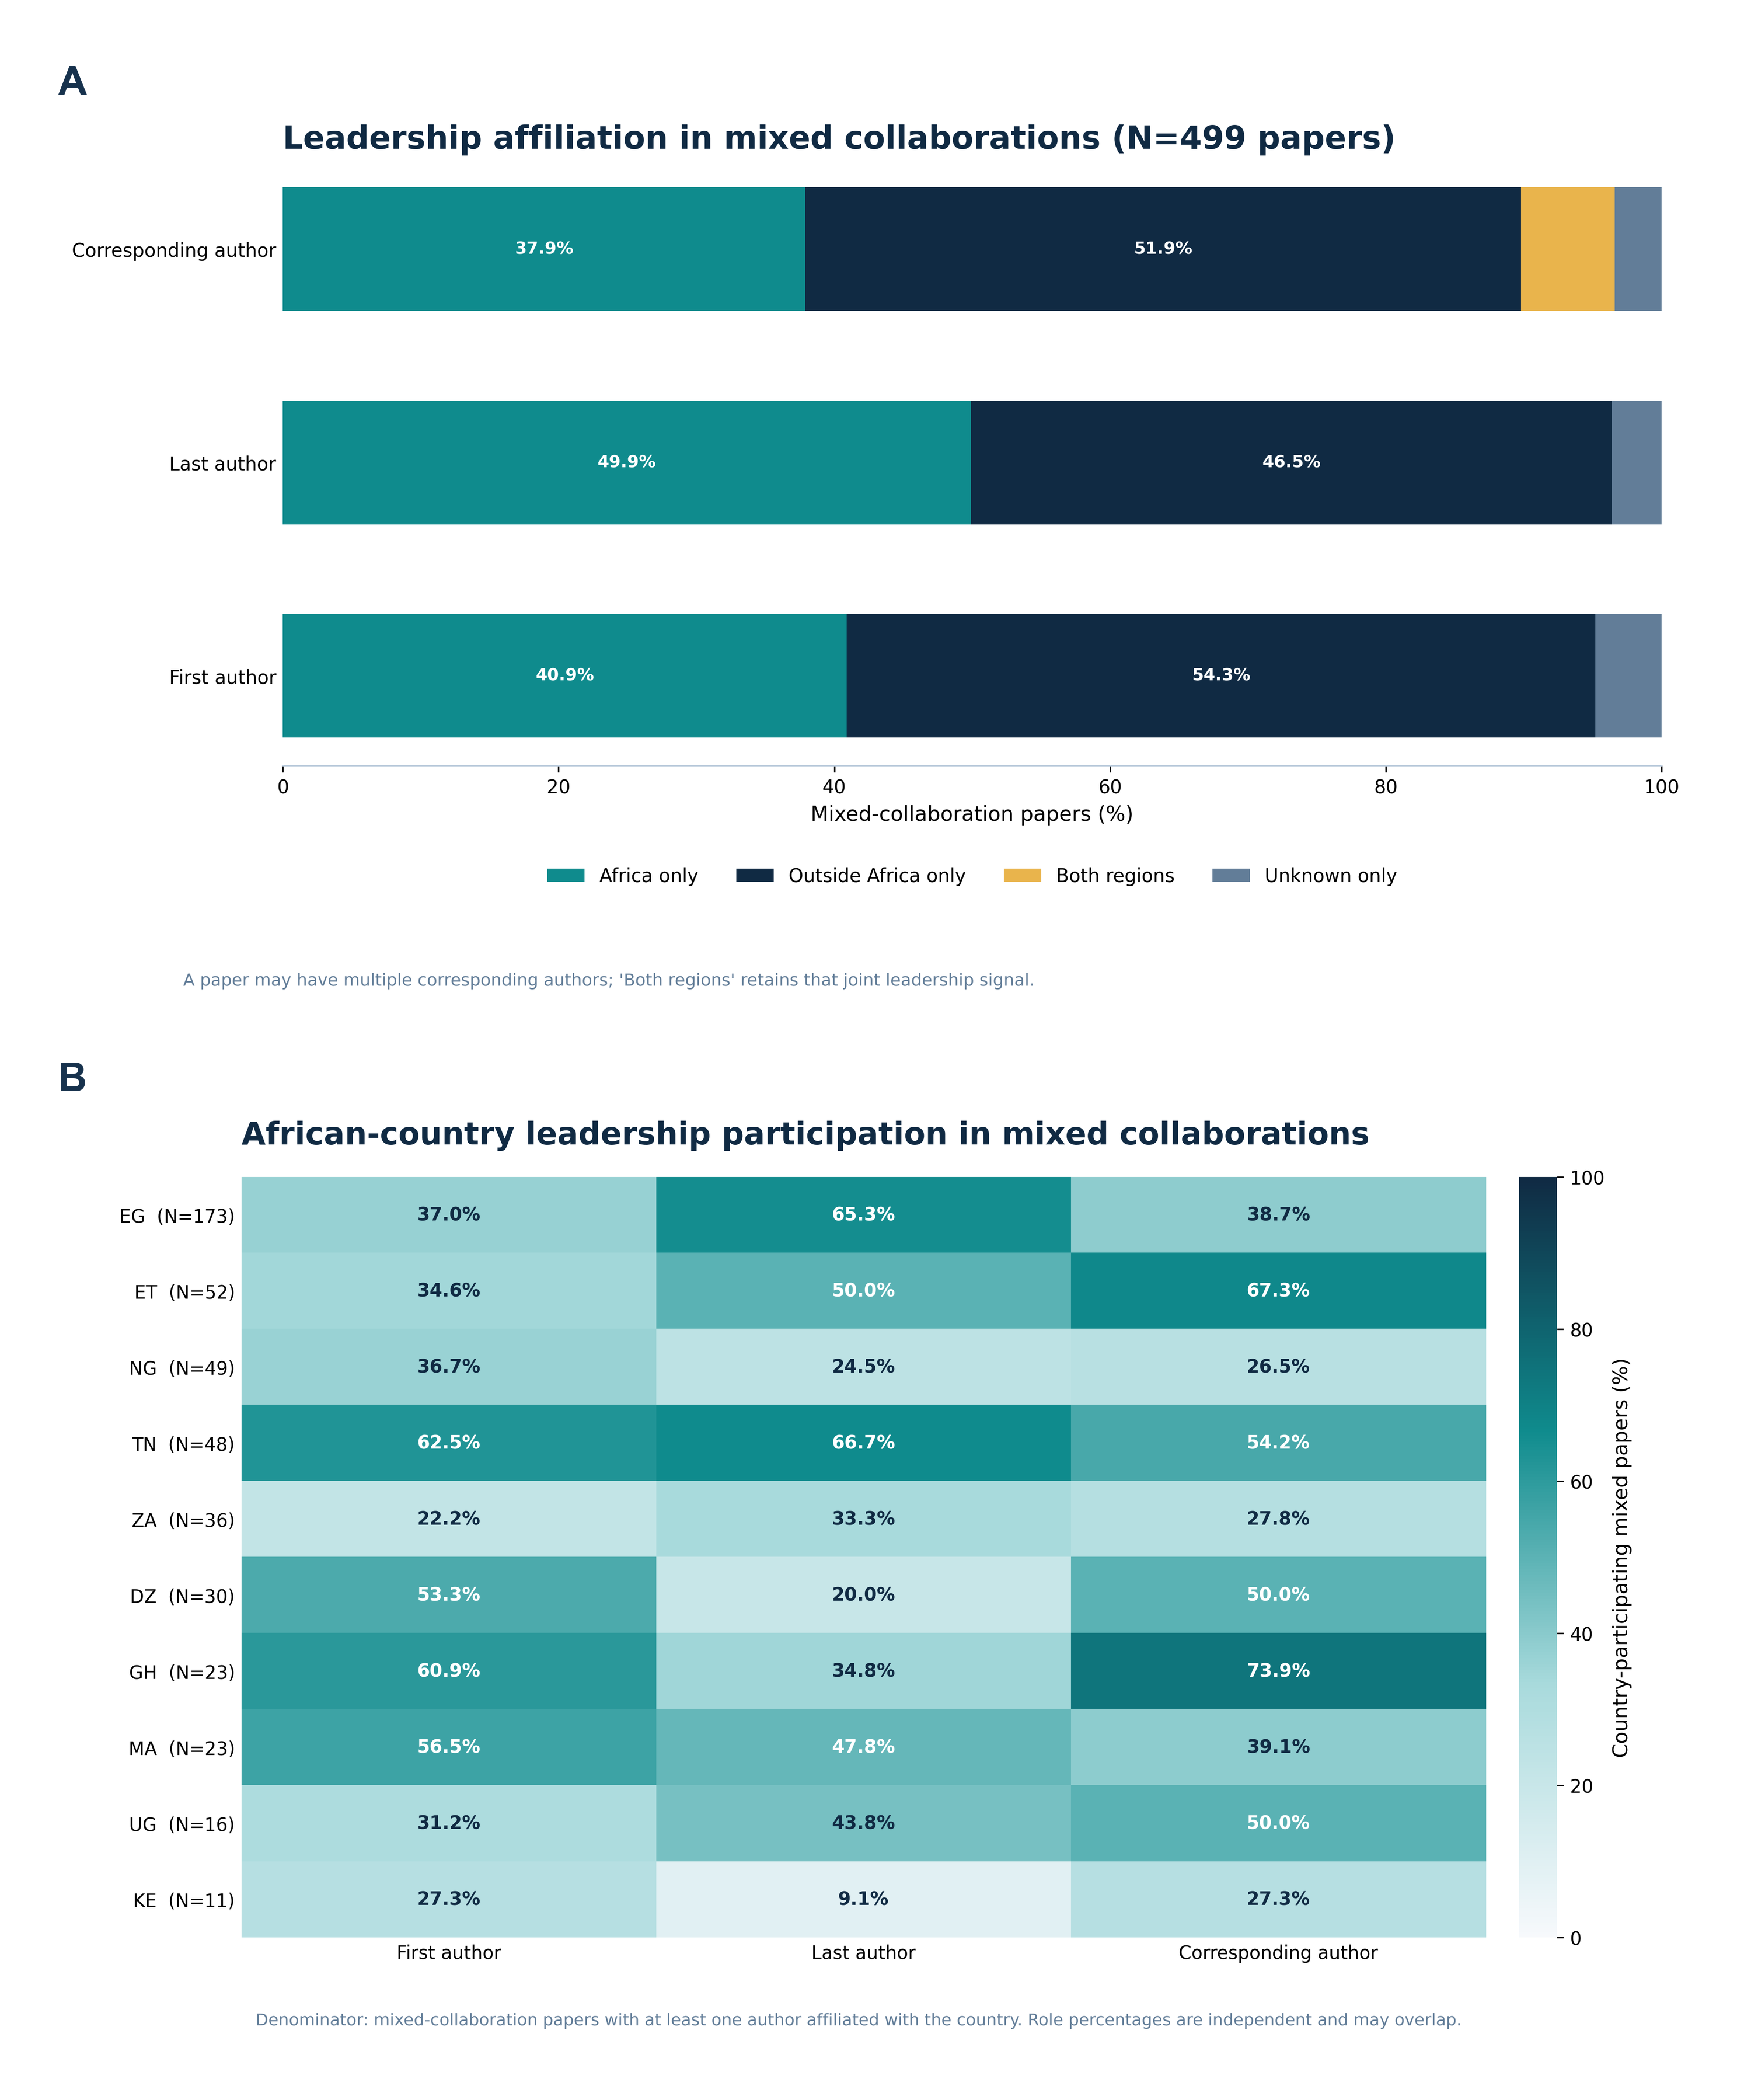 A
Leadership affiliation in mixed collaborations (N=499 papers)
Corresponding author
37.9%
51.9%
Last author
49.9%
46.5%
First author
40.9%
54.3%
0 20 40 60 80 100
Mixed-collaboration papers (%)
Africa only Outside Africa only Both regions Unknown only
A paper may have multiple corresponding authors; 'Both regions' retains that joint leadership signal.
B
African-country leadership participation in mixed collaborations
EG (N=173) 37.0% 65.3% 38.7%
ET (N=52) 34.6% 50.0% 67.3%
NG (N=49) 36.7% 24.5% 26.5%
TN (N=48) 62.5% 66.7% 54.2%
ZA (N=36) 22.2% 33.3% 27.8%
DZ (N=30) 53.3% 20.0% 50.0%
GH (N=23) 60.9% 34.8% 73.9%
MA (N=23) 56.5% 47.8% 39.1%
UG (N=16) 31.2% 43.8% 50.0%
KE (N=11) 27.3% 9.1% 27.3%
First author Last author Corresponding author
100
80
60
40
20
0
Country-participating mixed papers (%)
Denominator: mixed-collaboration papers with at least one author affiliated with the country. Role percentages are independent and may overlap.